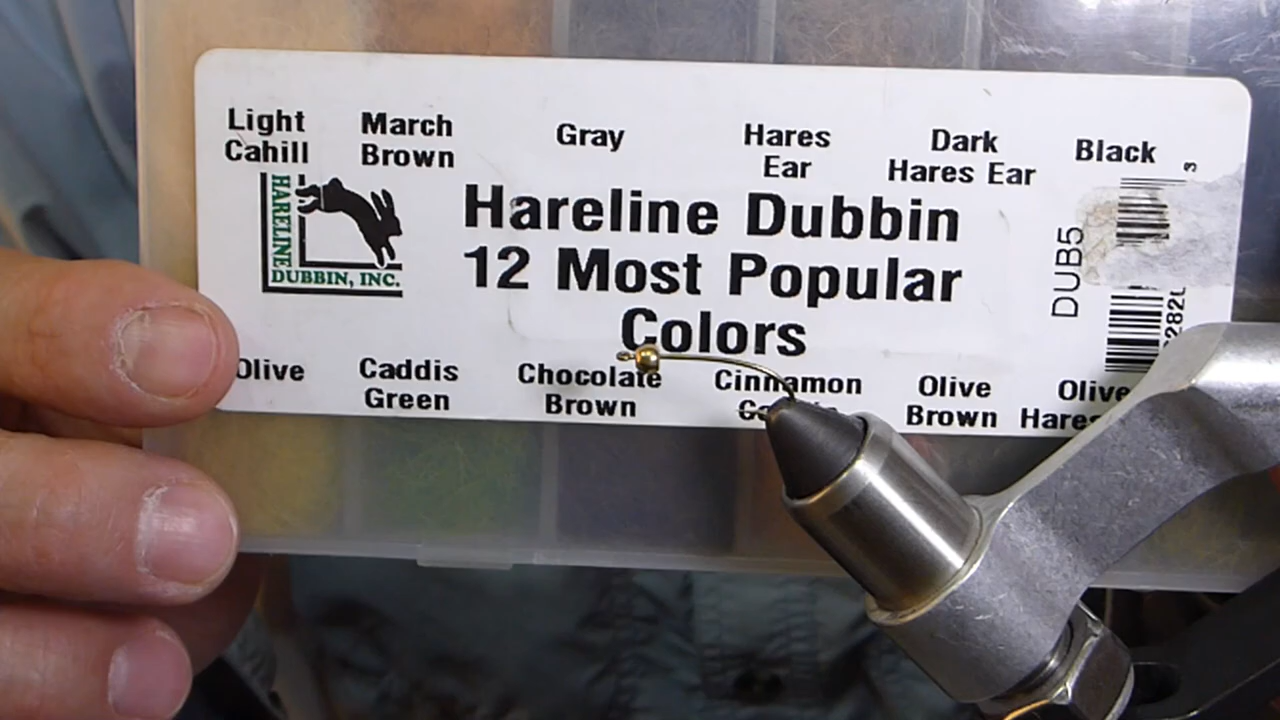 Light
Cahill
March
Brown
Gray
Hares
Ear
Dark
Hares Ear
Black
HARELINE
DUBBIN, INC.
Hareline Dubbin
12 Most Popular
Colors
DUB5
3
Olive
Caddis
Green
Chocolate
Brown
Cinnamon
Olive
Brown
Olive
Hares